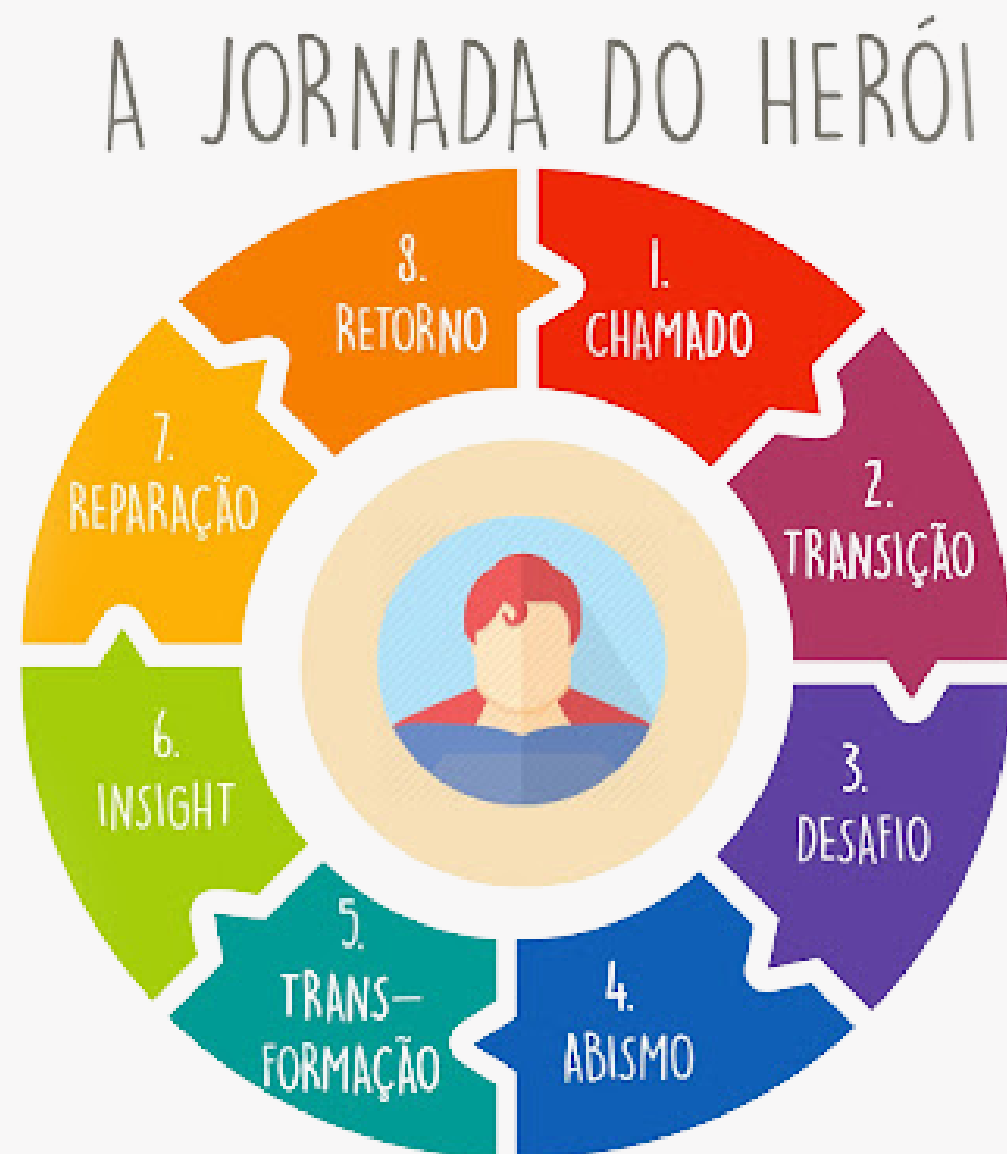 A JORNADA DO HERÓI
1.
CHAMADO
2.
TRANSIÇÃO
3.
DESAFIO
4.
ABISMO
5.
TRANS-
FORMAÇÃO
6.
INSIGHT
7.
REPARAÇÃO
8.
RETORNO